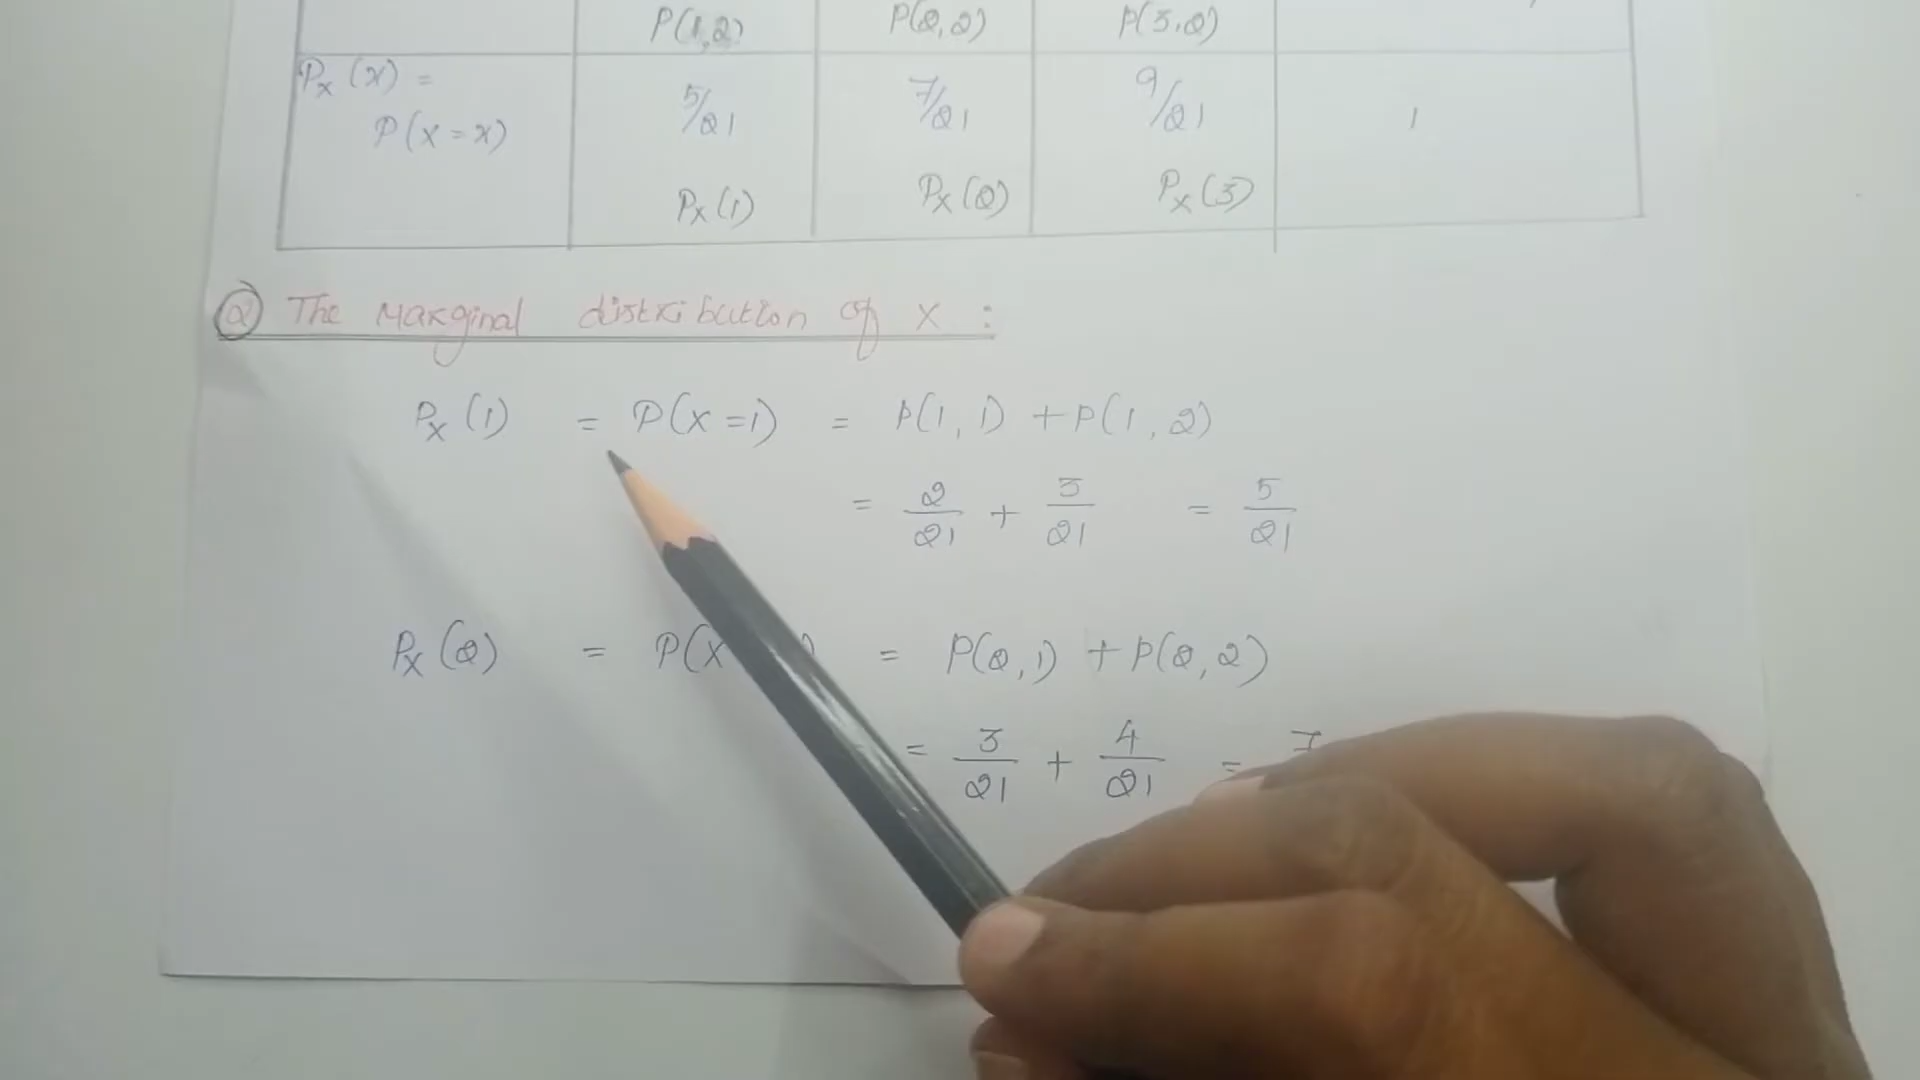 P(1,2) P(2,2) P(3,2)
Px(x) =
P(X=x) 5/21 7/21 9/21 1
Px(1) Px(2) Px(3)
② The Marginal distribution of X :
Px(1) = P(X=1) = P(1,1) + P(1,2)
= 2/21 + 3/21 = 5/21
Px(2) = P(X ) = P(2,1) + P(2,2)
= 3/21 + 4/21 = 7